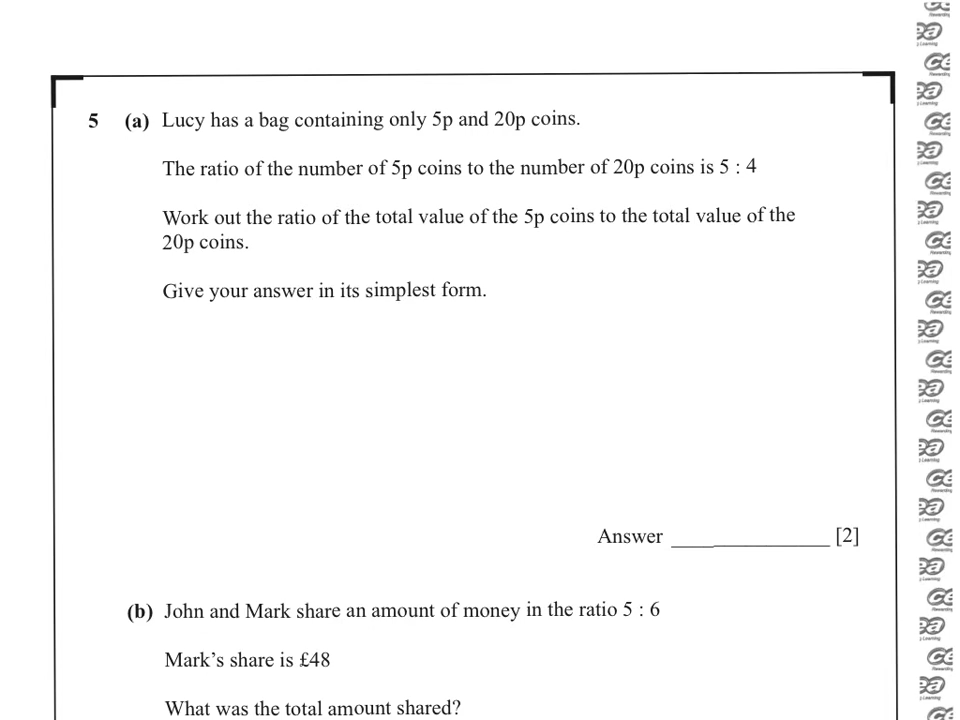 5 (a) Lucy has a bag containing only 5p and 20p coins.
The ratio of the number of 5p coins to the number of 20p coins is 5 : 4
Work out the ratio of the total value of the 5p coins to the total value of the
20p coins.
Give your answer in its simplest form.
Answer _______________ [2]
(b) John and Mark share an amount of money in the ratio 5 : 6
Mark’s share is £48
What was the total amount shared?